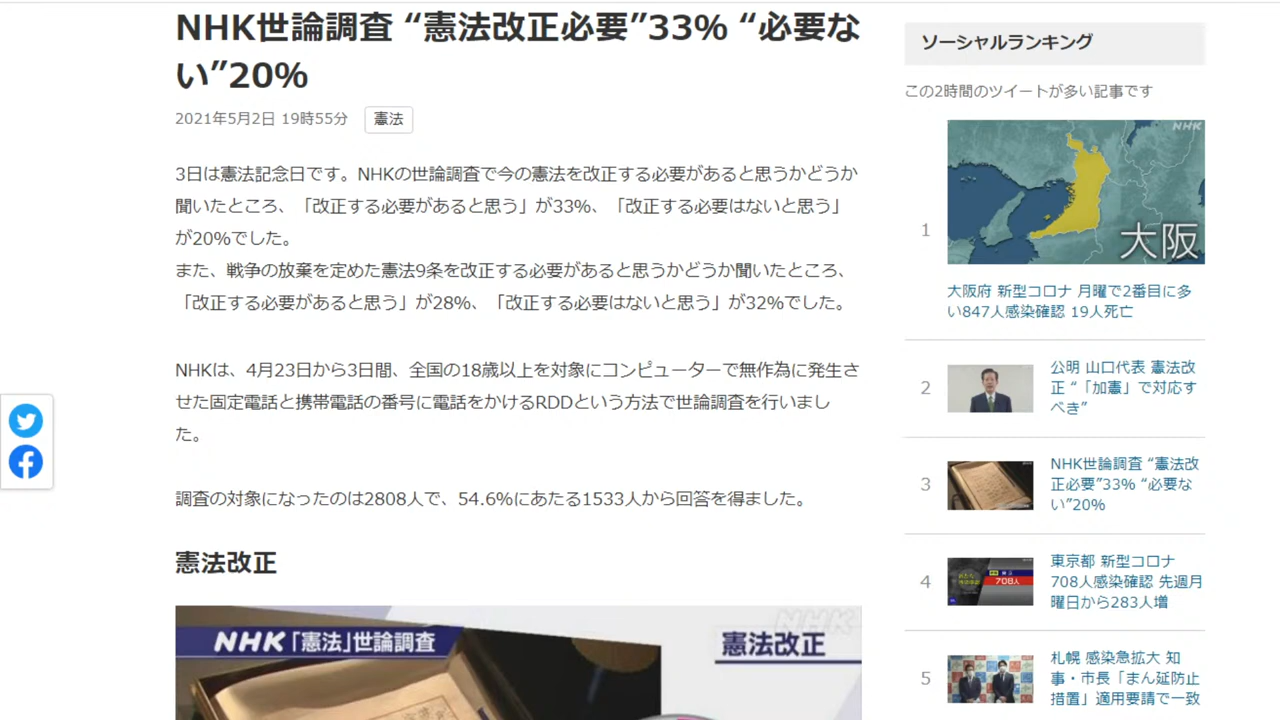 NHK世論調査 “憲法改正必要”33% “必要な
い”20%
2021年5月2日 19時55分
憲法
3日は憲法記念日です。NHKの世論調査で今の憲法を改正する必要があると思うかどうか
聞いたところ、「改正する必要があると思う」が33%、「改正する必要はないと思う」
が20%でした。
また、戦争の放棄を定めた憲法9条を改正する必要があると思うかどうか聞いたところ、
「改正する必要があると思う」が28%、「改正する必要はないと思う」が32%でした。
NHKは、4月23日から3日間、全国の18歳以上を対象にコンピューターで無作為に発生さ
せた固定電話と携帯電話の番号に電話をかけるRDDという方法で世論調査を行いまし
た。
調査の対象になったのは2808人で、54.6%にあたる1533人から回答を得ました。
憲法改正
NHK「憲法」世論調査
憲法改正
NHK
ソーシャルランキング
この2時間のツイートが多い記事です
1
NHK
大阪
大阪府 新型コロナ 月曜で2番目に多
い847人感染確認 19人死亡
2
公明 山口代表 憲法改
正 “「加憲」で対応す
べき”
3
NHK世論調査 “憲法改
正必要”33% “必要な
い”20%
4
708人
東京都 新型コロナ
708人感染確認 先週月
曜日から283人増
5
札幌 感染急拡大 知
事・市長「まん延防止
措置」適用要請で一致